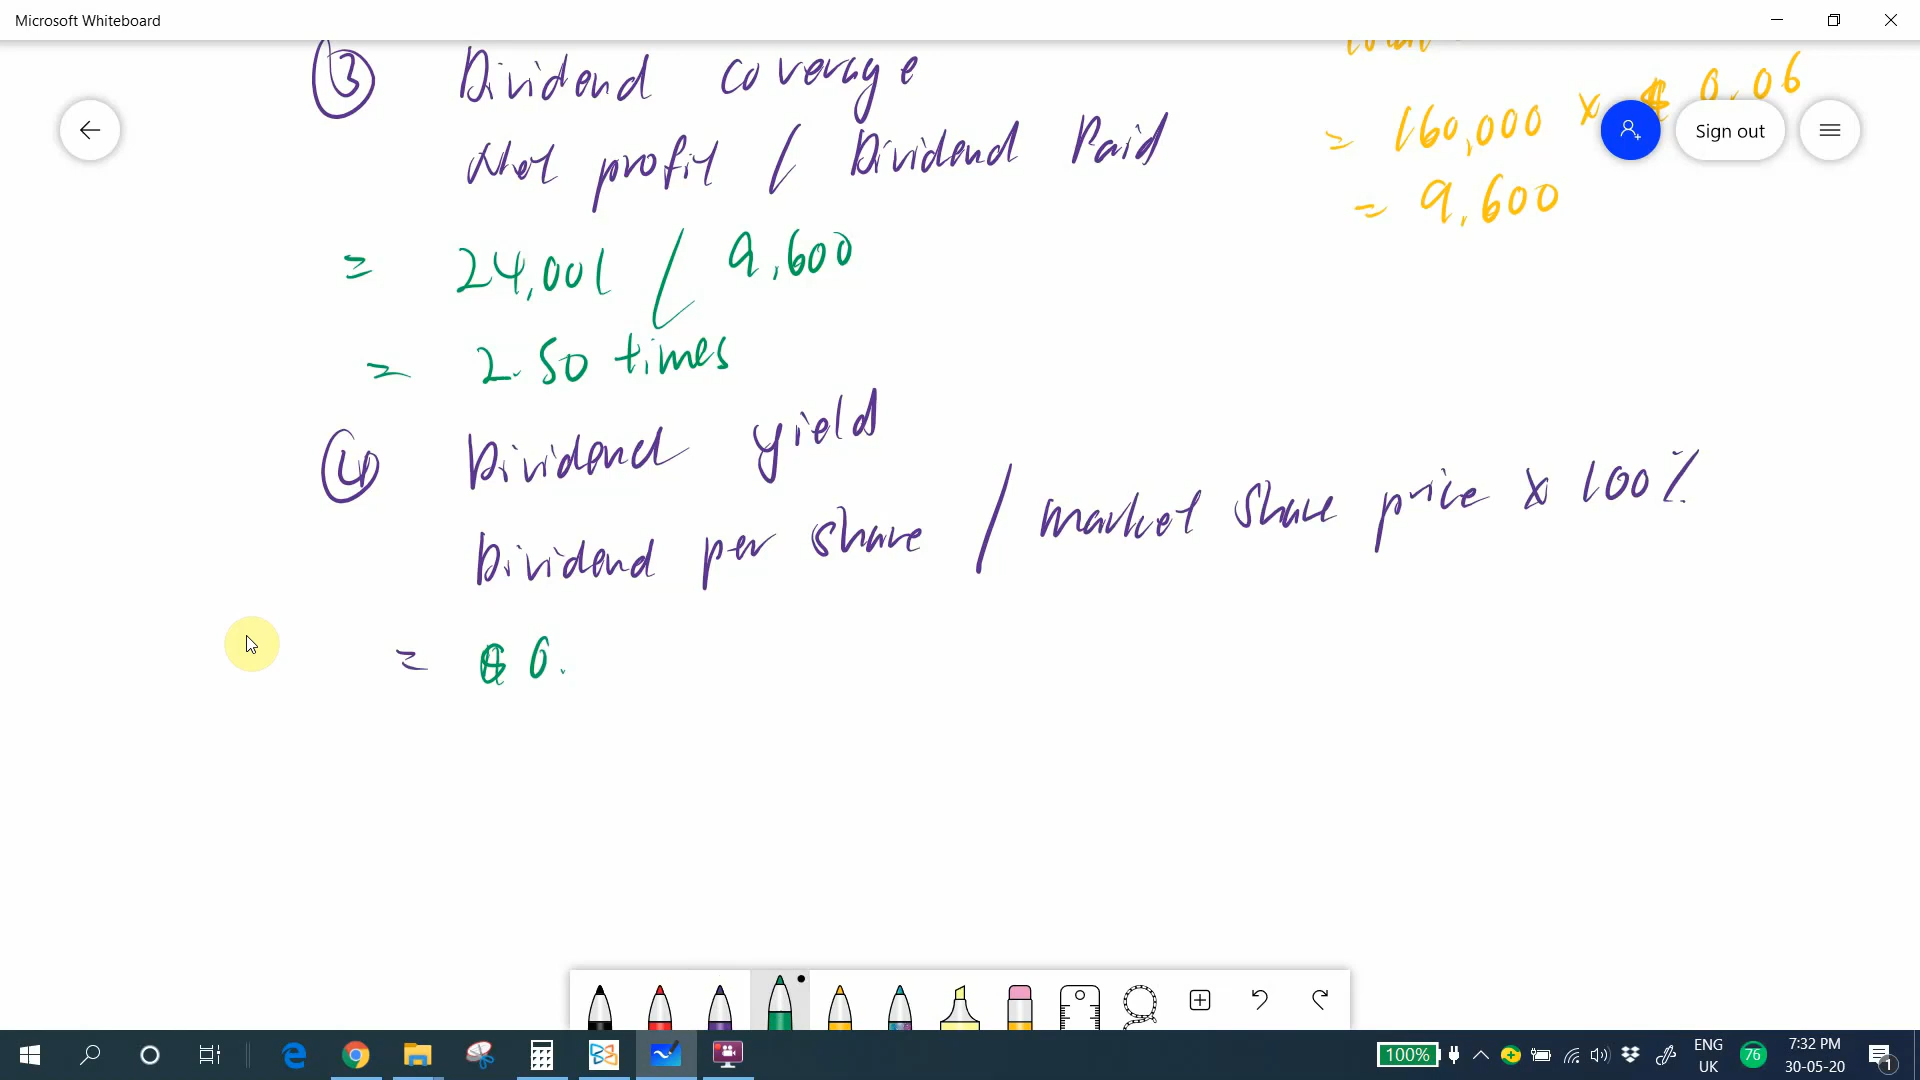 Microsoft Whiteboard
③ Dividend coverage
Net profit / Dividend Paid
= 24,001 / 9,600
= 2.50 times
= 160,000 × $ 0.06
= 9,600
Sign out
④ Dividend yield
Dividend per share / market share price × 100%
= $ 0.
100%
ENG
UK
76
7:32 PM
30-05-20
1